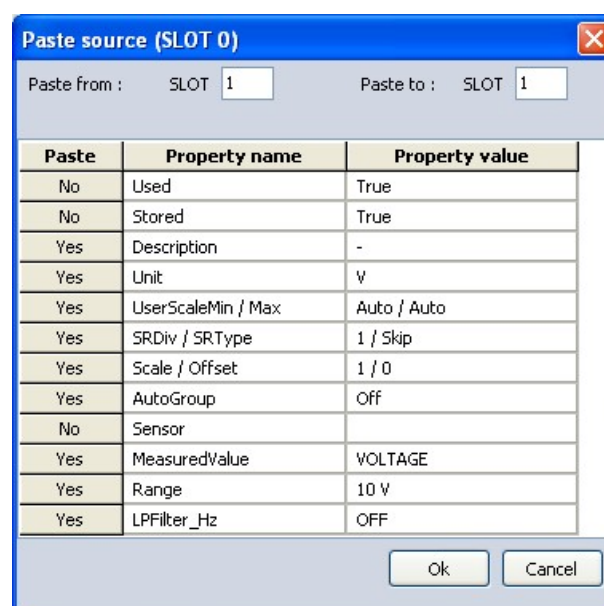 Paste source (SLOT 0)
Paste from : SLOT 1 Paste to : SLOT 1
Paste Property name Property value
No Used True
No Stored True
Yes Description -
Yes Unit V
Yes UserScaleMin / Max Auto / Auto
Yes SRDiv / SRType 1 / Skip
Yes Scale / Offset 1 / 0
Yes AutoGroup Off
No Sensor
Yes MeasuredValue VOLTAGE
Yes Range 10 V
Yes LPFilter_Hz OFF
Ok Cancel